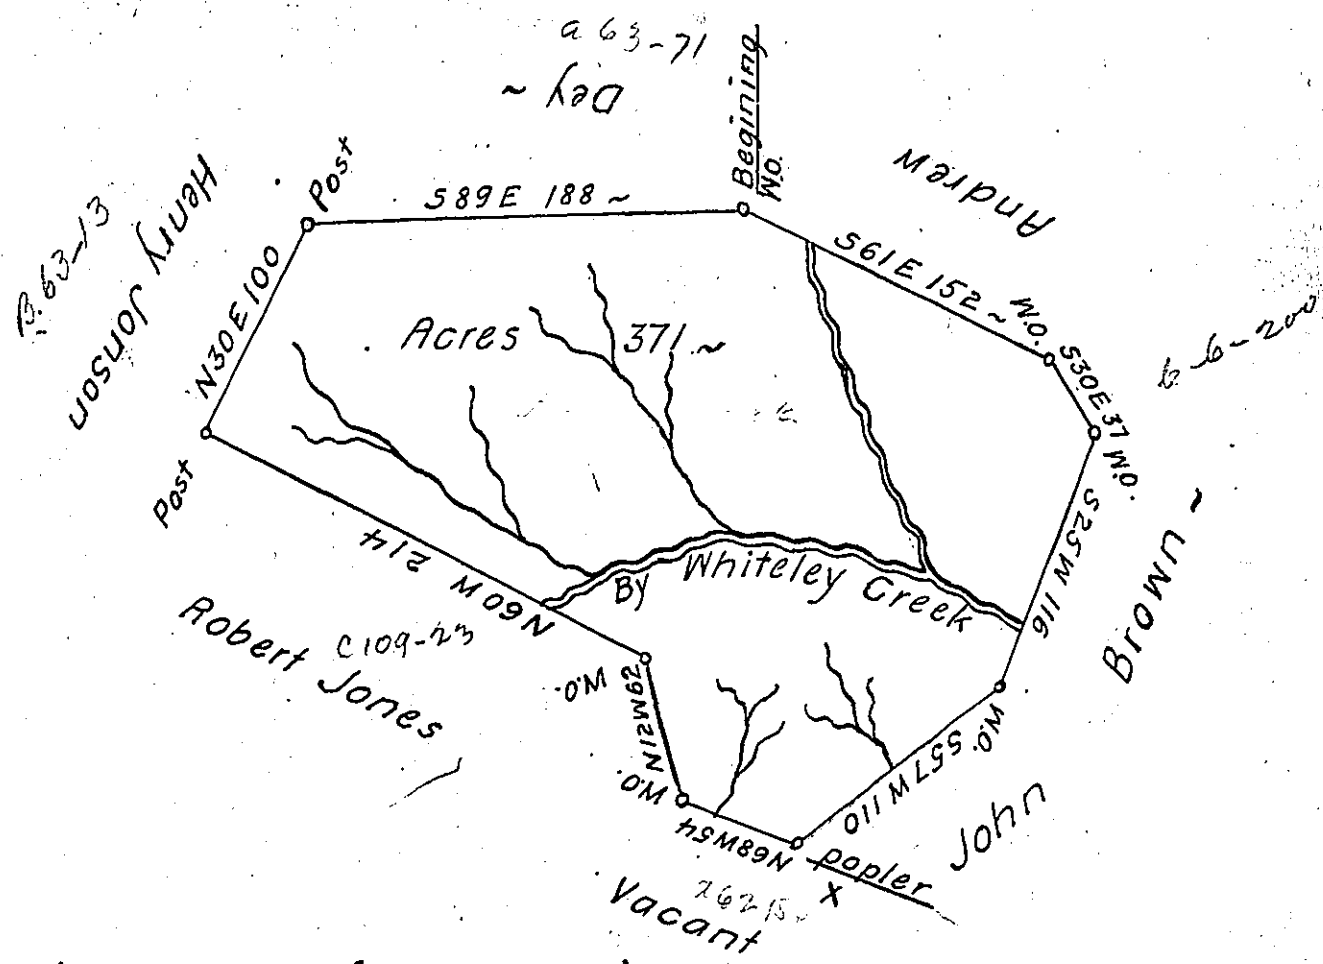 a 63-71
Dey ~
Begining
W.O.
Andrew
Henry Jonson
B.63-13
Post
S89E 188 ~
S61E 152 ~
W.O.
S30E37
W.O.
b-6-200
N30E100
Acres 371 ~
Post
S25W 116
Brown ~
N60W 214
By Whiteley Creek
Robert Jones
C109-23
W.O.
N12W62
W.O.
W.O.
S57W 110
John
N68W54
popler
X
Vacant